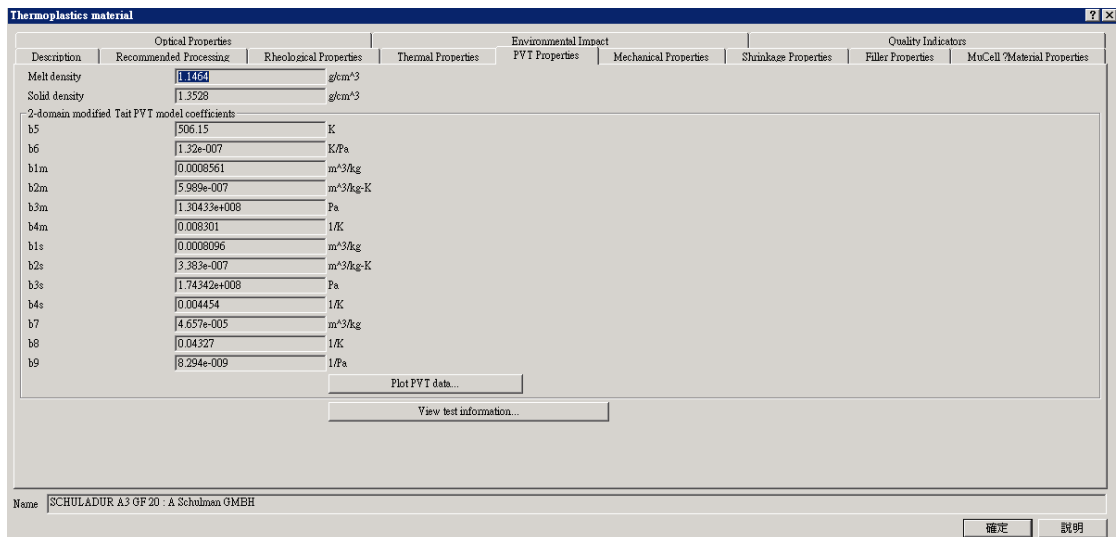 Thermoplastics material
Optical Properties Environmental Impact Quality Indicators
Description Recommended Processing Rheological Properties Thermal Properties PVT Properties Mechanical Properties Shrinkage Properties Filler Properties MuCell ?Material Properties
Melt density 1.1464 g/cm^3
Solid density 1.3528 g/cm^3
2-domain modified Tait PVT model coefficients
b5 506.15 K
b6 1.32e-007 K/Pa
b1m 0.0008561 m^3/kg
b2m 5.989e-007 m^3/kg-K
b3m 1.30433e+008 Pa
b4m 0.008301 1/K
b1s 0.0008096 m^3/kg
b2s 3.383e-007 m^3/kg-K
b3s 1.74342e+008 Pa
b4s 0.004454 1/K
b7 4.657e-005 m^3/kg
b8 0.04327 1/K
b9 8.294e-009 1/Pa
Plot PVT data...
View test information...
Name SCHULADUR A3 GF 20 : A Schulman GMBH
確定 說明